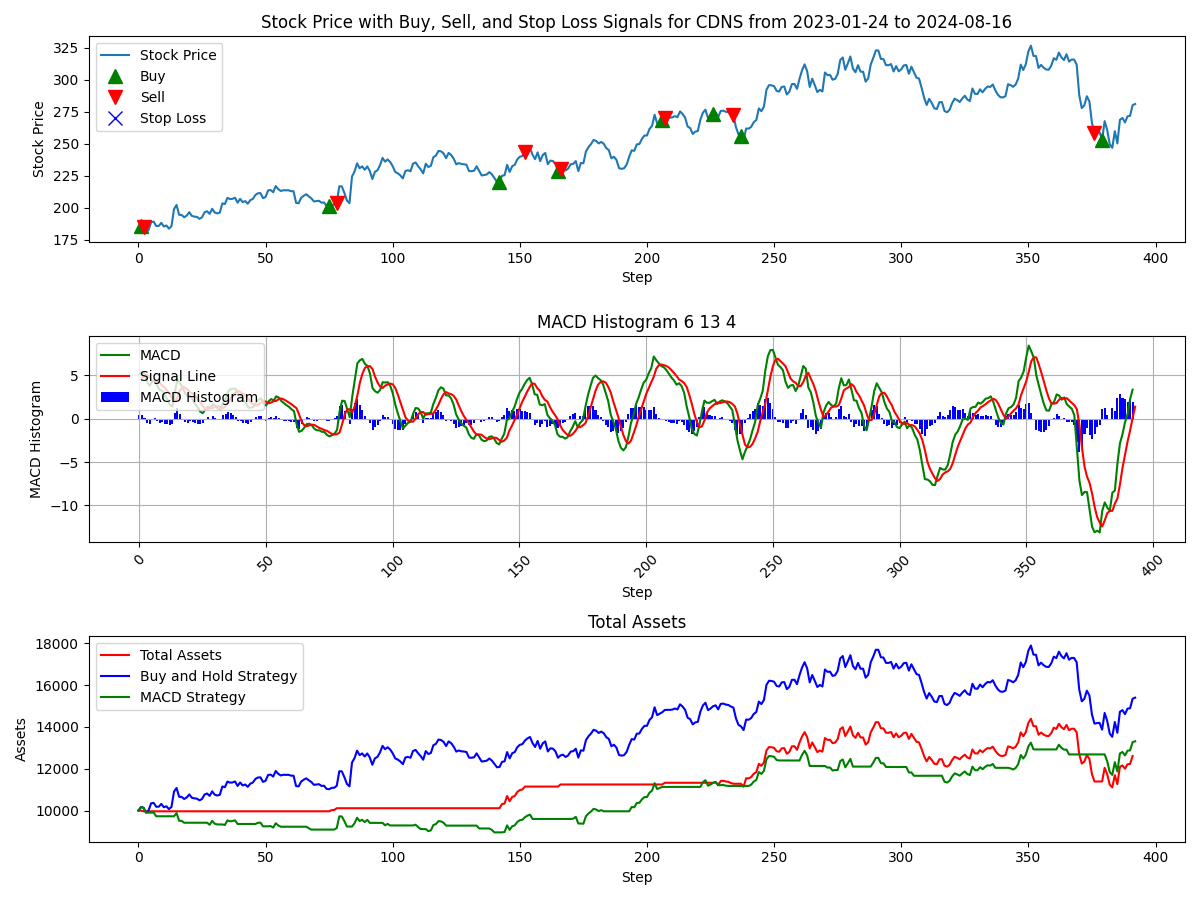 Stock Price with Buy, Sell, and Stop Loss Signals for CDNS from 2023-01-24 to 2024-08-16
Stock Price
Buy
Sell
Stop Loss
Stock Price
325
300
275
250
225
200
175
0 50 100 150 200 250 300 350 400
Step
MACD Histogram 6 13 4
MACD
Signal Line
MACD Histogram
MACD Histogram
5
0
−5
−10
0 50 100 150 200 250 300 350 400
Step
Total Assets
Total Assets
Buy and Hold Strategy
MACD Strategy
Assets
18000
16000
14000
12000
10000
0 50 100 150 200 250 300 350 400
Step